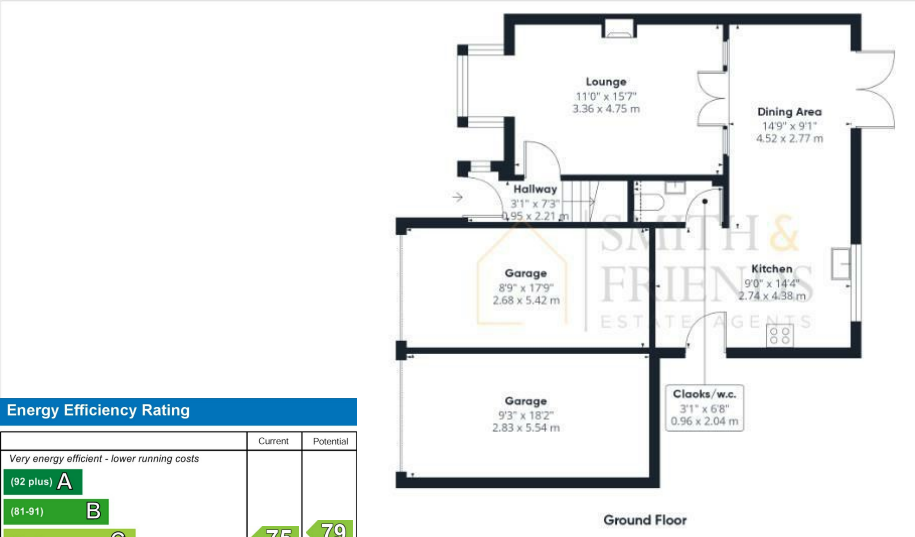 Lounge
11'0" x 15'7"
3.36 x 4.75 m
Dining Area
14'9" x 9'1"
4.52 x 2.77 m
Hallway
3'1" x 7'3"
0.95 x 2.21 m
SMITH &
FRIENDS
ESTATE AGENTS
Garage
8'9" x 17'9"
2.68 x 5.42 m
Kitchen
9'0" x 14'4"
2.74 x 4.38 m
Garage
9'3" x 18'2"
2.83 x 5.54 m
Claoks/w.c.
3'1" x 6'8"
0.96 x 2.04 m
Ground Floor
Energy Efficiency Rating
Current Potential
Very energy efficient - lower running costs
(92 plus) A
(81-91) B
C
75 79